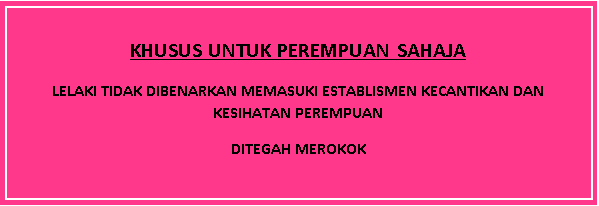 KHUSUS UNTUK PEREMPUAN SAHAJA
LELAKI TIDAK DIBENARKAN MEMASUKI ESTABLISMEN KECANTIKAN DAN
KESIHATAN PEREMPUAN
DITEGAH MEROKOK